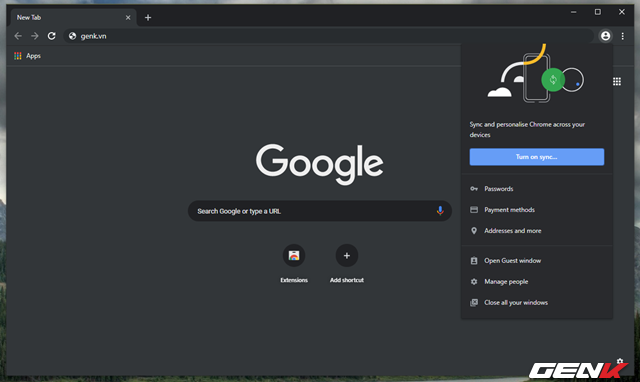 New Tab
genk.vn
Apps
Google
Search Google or type a URL
Extensions
Add shortcut
Sync and personalise Chrome across your
devices
Turn on sync...
Passwords
Payment methods
Addresses and more
Open Guest window
Manage people
Close all your windows
GENK